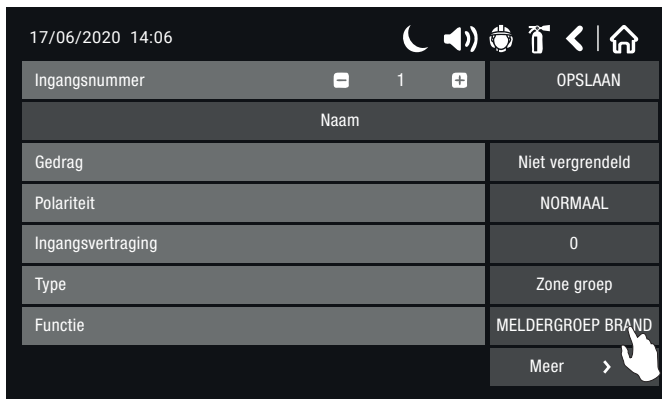 17/06/2020 14:06
Ingangsnummer 1 OPSLAAN
Naam
Gedrag Niet vergrendeld
Polariteit NORMAAL
Ingangsvertraging 0
Type Zone groep
Functie MELDERGROEP BRAND
Meer